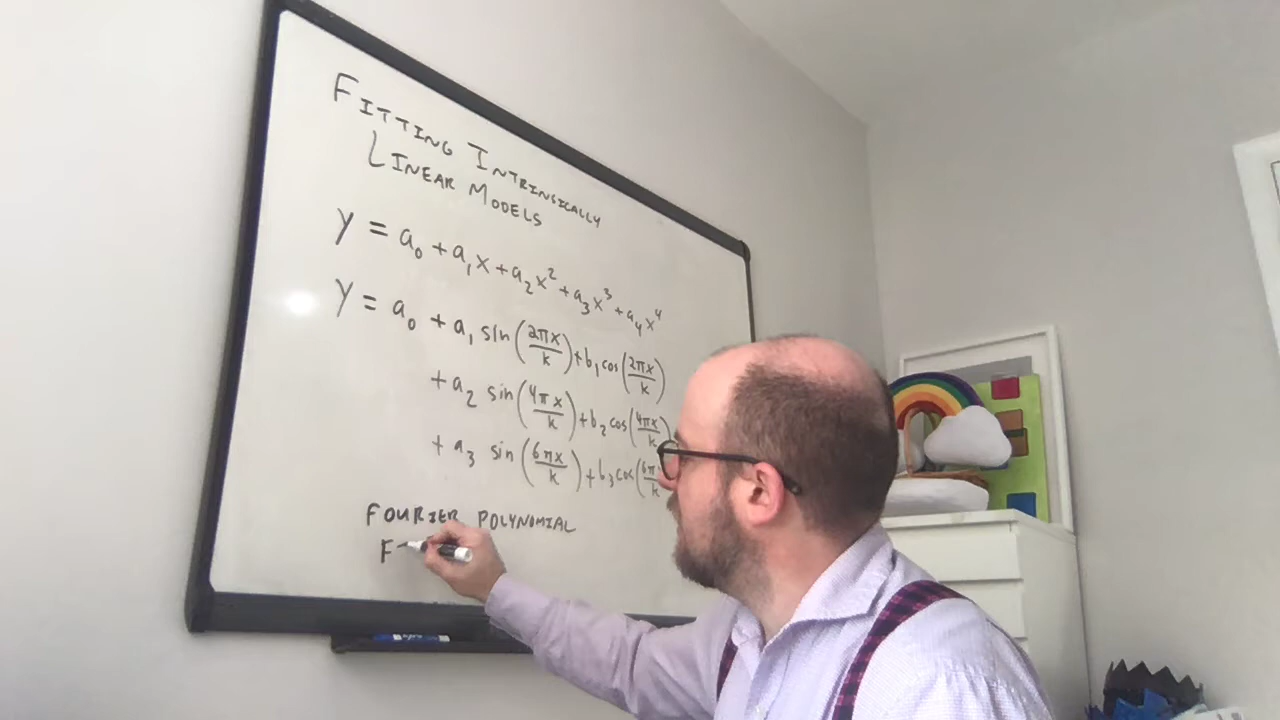 FITTING INTRINSICALLY
LINEAR MODELS
y = a₀ + a₁x + a₂x² + a₃x³ + a₄x⁴
y = a₀ + a₁ sin(2πx/k) + b₁ cos(2πx/k)
+ a₂ sin(4πx/k) + b₂ cos(4πx/k)
+ a₃ sin(6πx/k) + b₃ cos(6π
FOURIER POLYNOMIAL
F